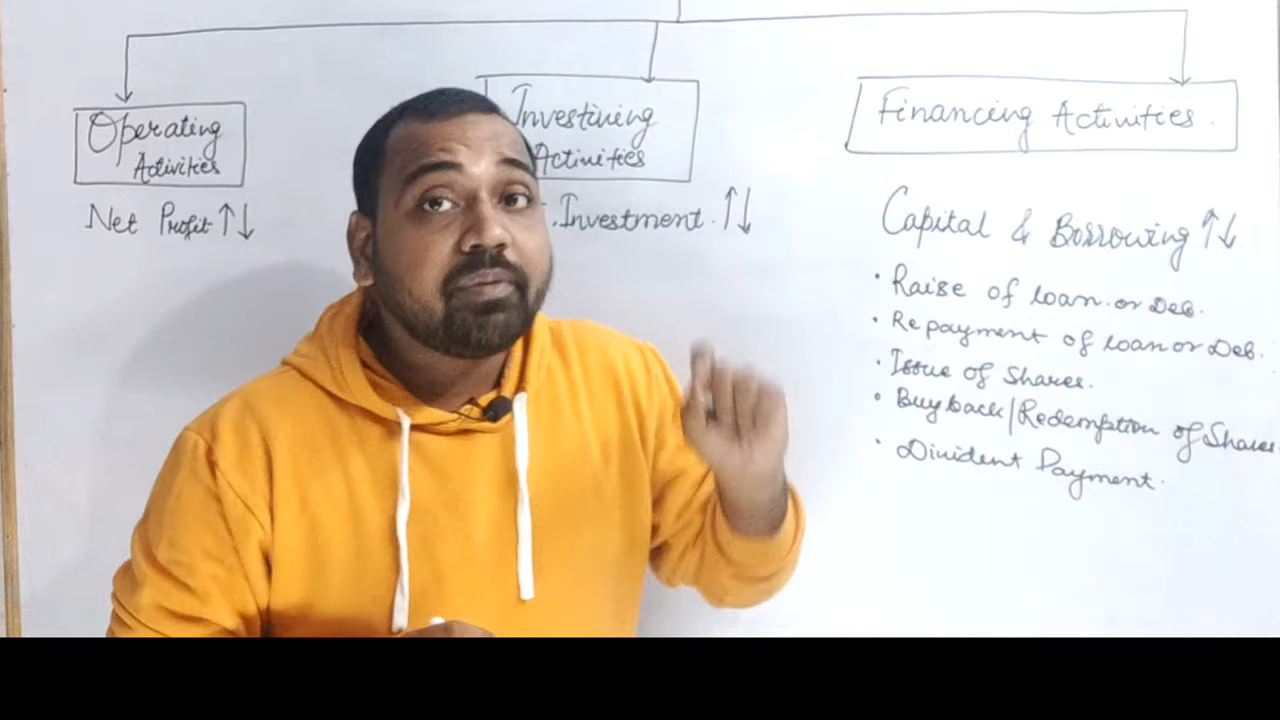 Operating
Activities
Net Profit ↑↓
Investining
Activities
.Investment. ↑↓
Financing Activities.
Capital & Borrowing ↑↓
• Raise of loan.or Deb.
• Repayment of loan or Deb.
• Issue of Shares.
• Buyback/Redemption of Shares
• Divident Payment.